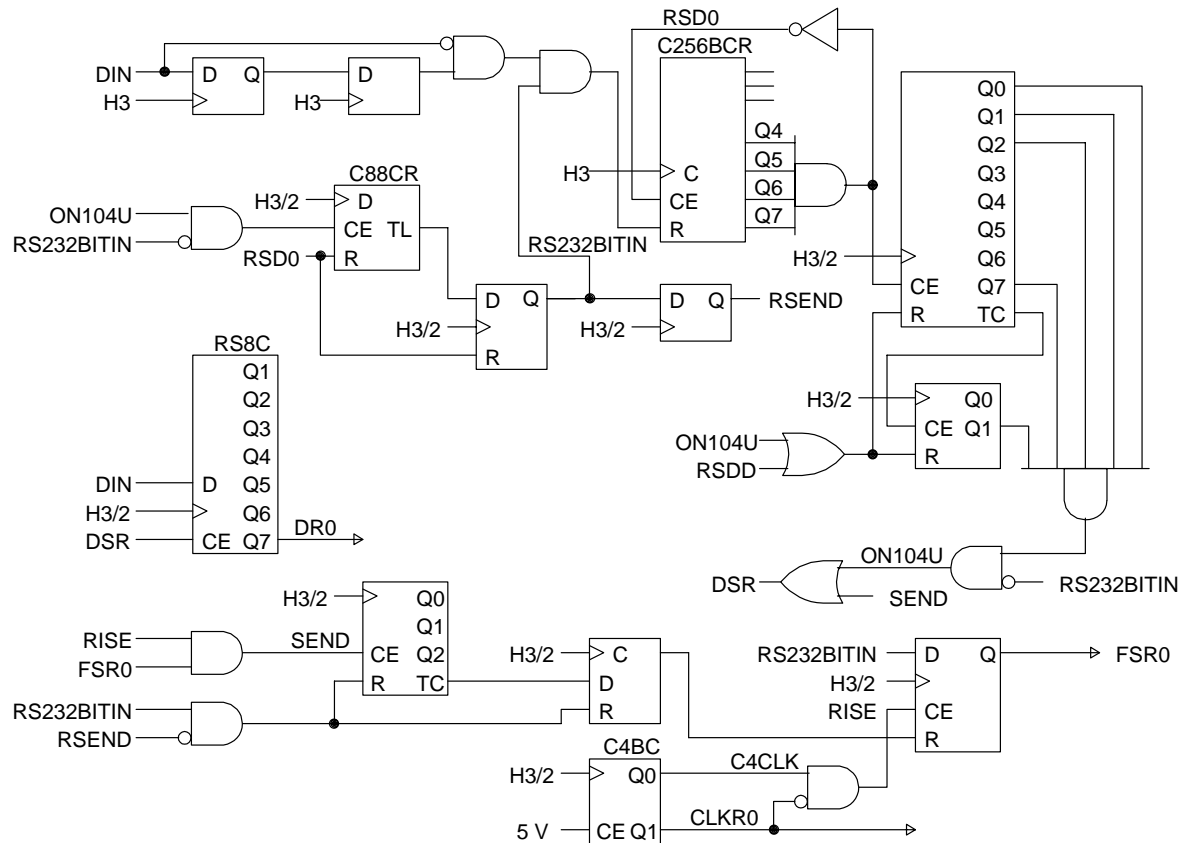 RSD0
C256BCR
DIN
D Q
D
H3
H3
Q0
Q1
Q2
Q3
Q4
Q5
Q6
Q7
TC
H3/2
CE
R
Q4
Q5
Q6
Q7
H3
C
CE
R
C88CR
H3/2
D
ON104U
CE TL
RS232BITIN
RSD0
R
RS232BITIN
D Q
H3/2
R
D Q
RSEND
H3/2
RS8C
Q1
Q2
Q3
Q4
DIN
D Q5
H3/2
Q6
DSR
CE Q7
DR0
H3/2
Q0
ON104U
CE Q1
RSDD
R
ON104U
DSR
SEND
RS232BITIN
H3/2
Q0
Q1
RISE
SEND
CE Q2
FSR0
R TC
RS232BITIN
RSEND
H3/2
C
D
R
RS232BITIN
D Q
FSR0
H3/2
RISE
CE
R
C4BC
H3/2
Q0
C4CLK
5 V
CE Q1
CLKR0